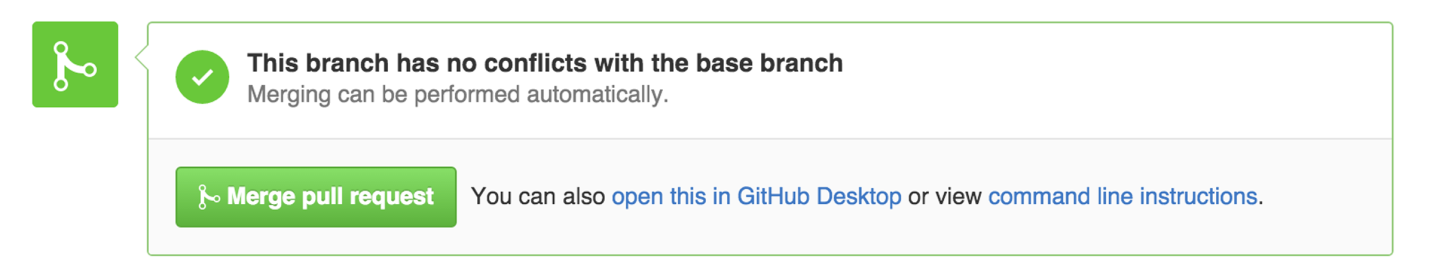 This branch has no conflicts with the base branch
Merging can be performed automatically.
Merge pull request You can also open this in GitHub Desktop or view command line instructions.